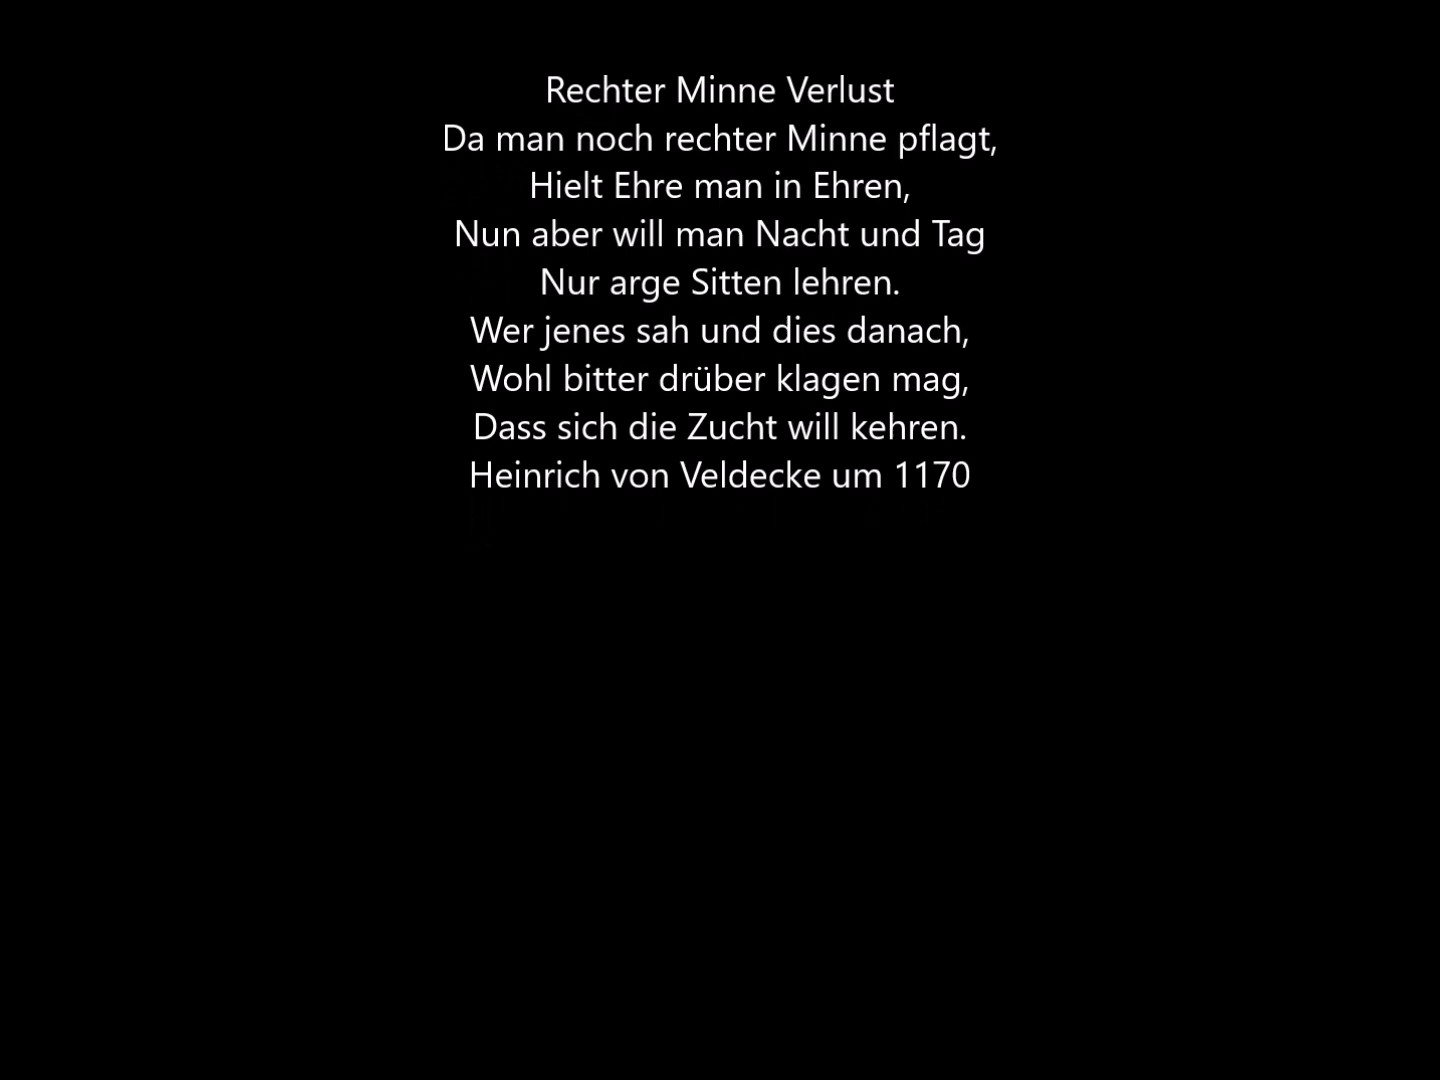 Rechter Minne Verlust
Da man noch rechter Minne pflagt,
Hielt Ehre man in Ehren,
Nun aber will man Nacht und Tag
Nur arge Sitten lehren.
Wer jenes sah und dies danach,
Wohl bitter drüber klagen mag,
Dass sich die Zucht will kehren.
Heinrich von Veldecke um 1170